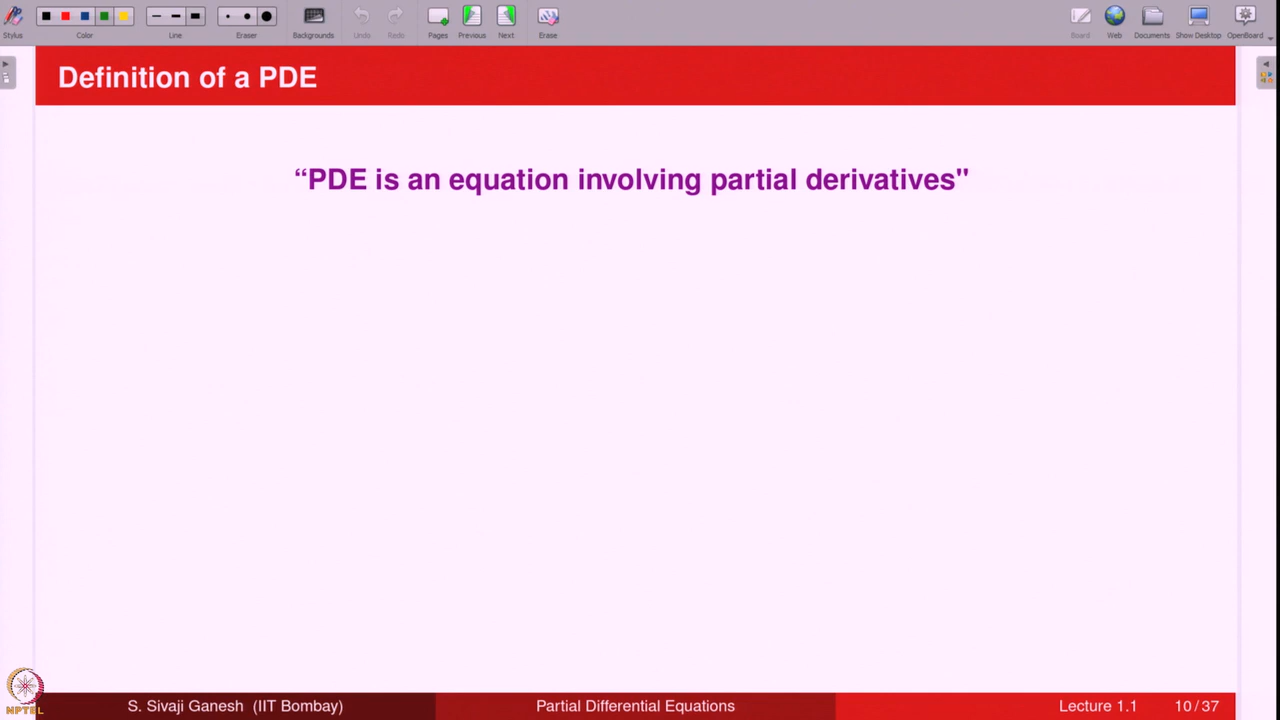 Stylus Color Line Eraser Backgrounds Undo Redo Pages Previous Next Erase Board Web Documents Show Desktop OpenBoard
Definition of a PDE
“PDE is an equation involving partial derivatives"
NPTEL
S. Sivaji Ganesh (IIT Bombay) Partial Differential Equations Lecture 1.1 10 / 37